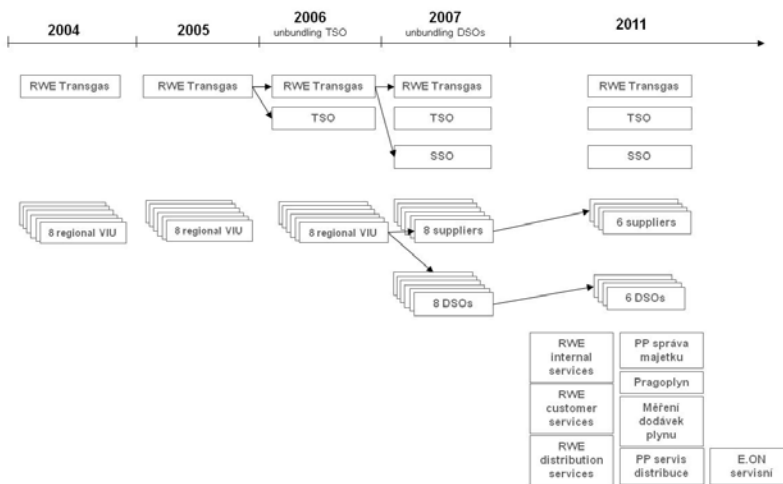 2004
2005
2006
unbundling TSO
2007
unbundling DSOs
2011
RWE Transgas
RWE Transgas
RWE Transgas
RWE Transgas
RWE Transgas
TSO
TSO
TSO
SSO
SSO
8 regional VIU
8 regional VIU
8 regional VIU
8 suppliers
6 suppliers
8 DSOs
6 DSOs
RWE
internal
services
RWE
customer
services
RWE
distribution
services
PP správa
majetku
Pragoplyn
Měření
dodávek
plynu
PP servis
distribuce
E.ON
servisní